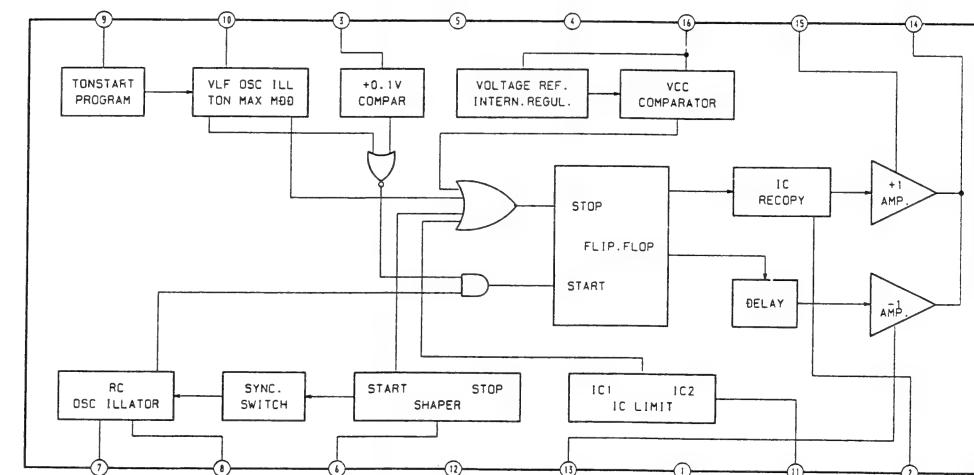 9
10
3
5
4
16
15
14
TONSTART
PROGRAM
VLF OSC ILL
TON MAX MOD
+0.1V
COMPAR
VOLTAGE REF.
INTERN.REGUL.
VCC
COMPARATOR
STOP
FLIP.FLOP
START
IC
RECOPY
+1
AMP.
DELAY
-1
AMP.
RC
OSC ILLATOR
SYNC.
SWITCH
START STOP
SHAPER
IC1 IC2
IC LIMIT
7
8
6
12
13
1
11
2